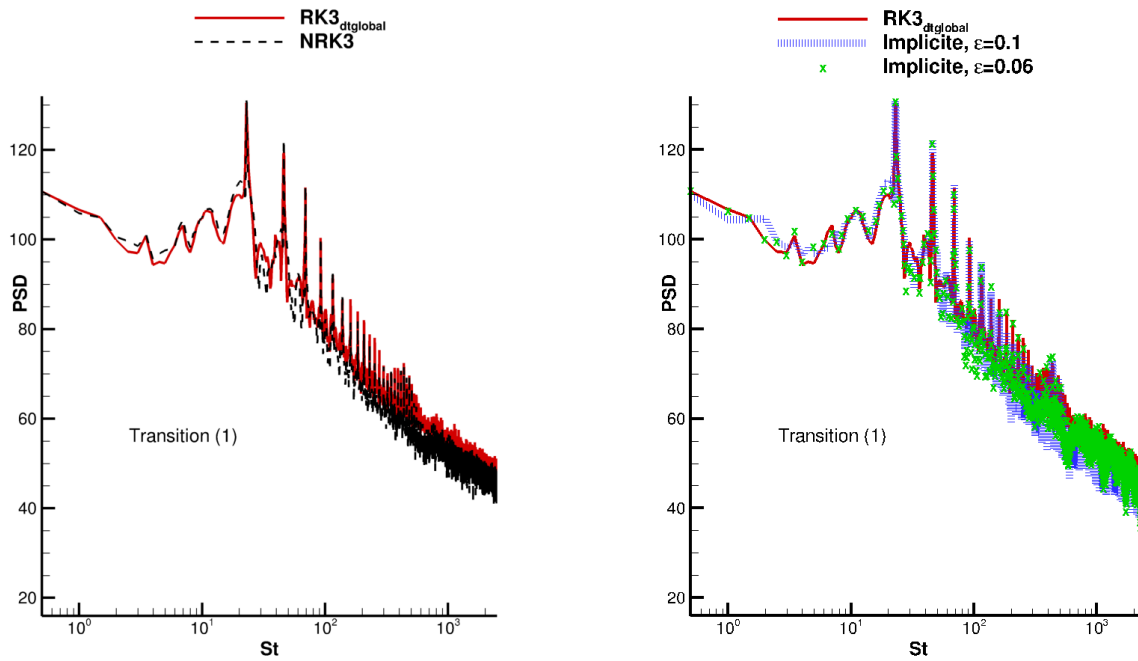 RK3dtglobal
NRK3
120
100
80
60
40
20
PSD
Transition (1)
10^0
10^1
10^2
10^3
St
RK3dtglobal
Implicite, ε=0.1
Implicite, ε=0.06
120
100
80
60
40
20
PSD
Transition (1)
10^0
10^1
10^2
10^3
St